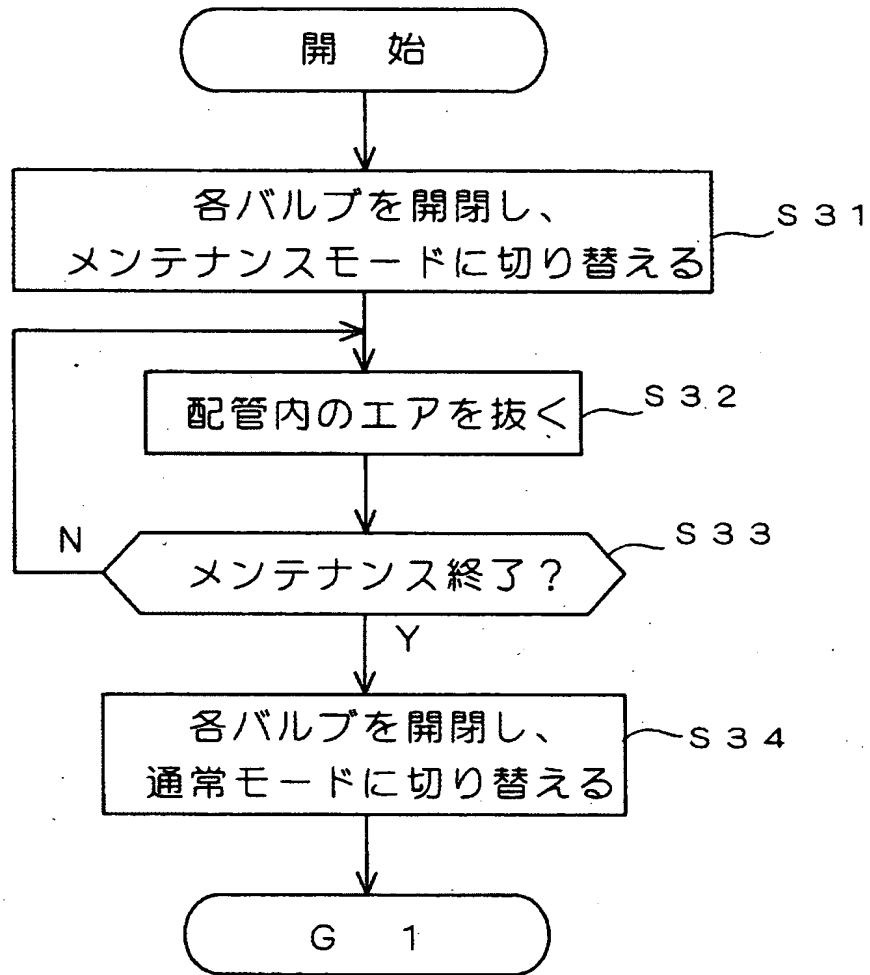 開 始
各バルブを開閉し、
メンテナンスモードに切り替える
S31
配管内のエアを抜く
S32
メンテナンス終了?
S33
N
Y
各バルブを開閉し、
通常モードに切り替える
S34
G 1